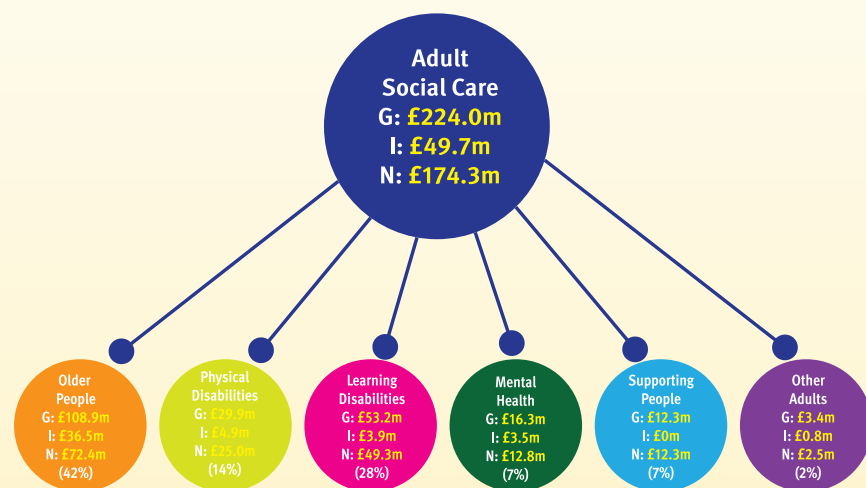 Adult
Social Care
G: £224.0m
I: £49.7m
N: £174.3m
Older
People
G: £108.9m
I: £36.5m
N: £72.4m
(42%)
Physical
Disabilities
G: £29.9m
I: £4.9m
N: £25.0m
(14%)
Learning
Disabilities
G: £53.2m
I: £3.9m
N: £49.3m
(28%)
Mental
Health
G: £16.3m
I: £3.5m
N: £12.8m
(7%)
Supporting
People
G: £12.3m
I: £0m
N: £12.3m
(7%)
Other
Adults
G: £3.4m
I: £0.8m
N: £2.5m
(2%)